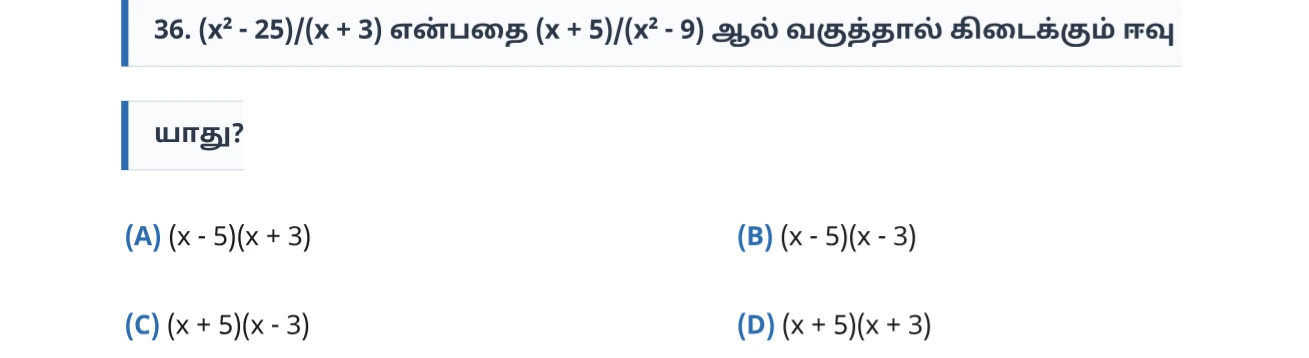 36. (x² - 25)/(x + 3) என்பதை (x + 5)/(x² - 9) ஆல் வகுத்தால் கிடைக்கும் ஈவு
யாது?
(A) (x - 5)(x + 3) (B) (x - 5)(x - 3)
(C) (x + 5)(x - 3) (D) (x + 5)(x + 3)